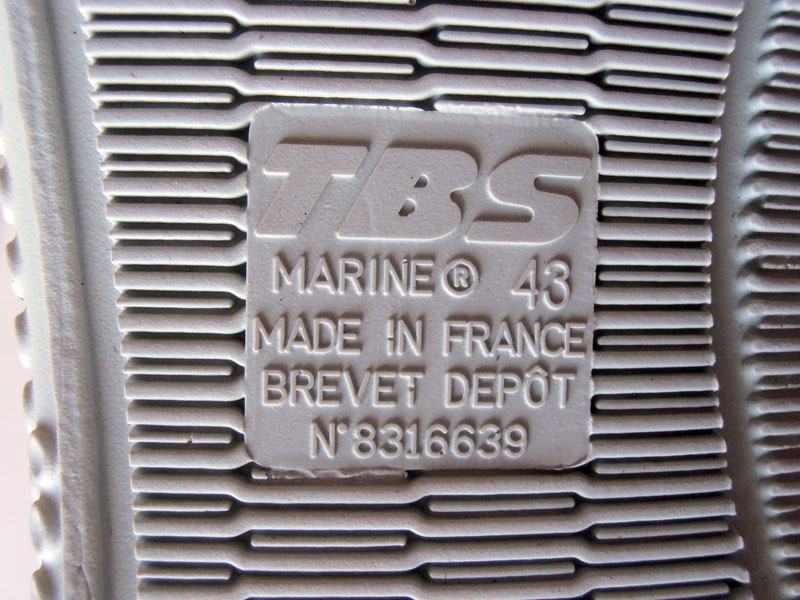 TBS
MARINE® 43
MADE IN FRANCE
BREVET DEPÔT
N°8316639